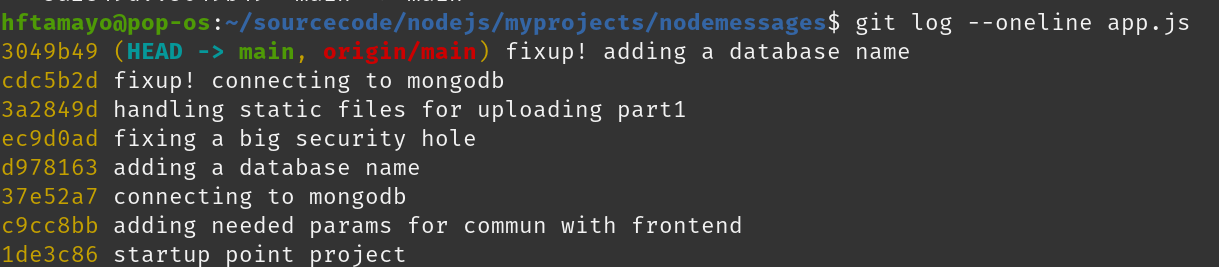 hftamayo@pop-os:~/sourcecode/nodejs/myprojects/nodemessages$ git log --oneline app.js
3049b49 (HEAD -> main, origin/main) fixup! adding a database name
cdc5b2d fixup! connecting to mongodb
3a2849d handling static files for uploading part1
ec9d0ad fixing a big security hole
d978163 adding a database name
37e52a7 connecting to mongodb
c9cc8bb adding needed params for commun with frontend
1de3c86 startup point project